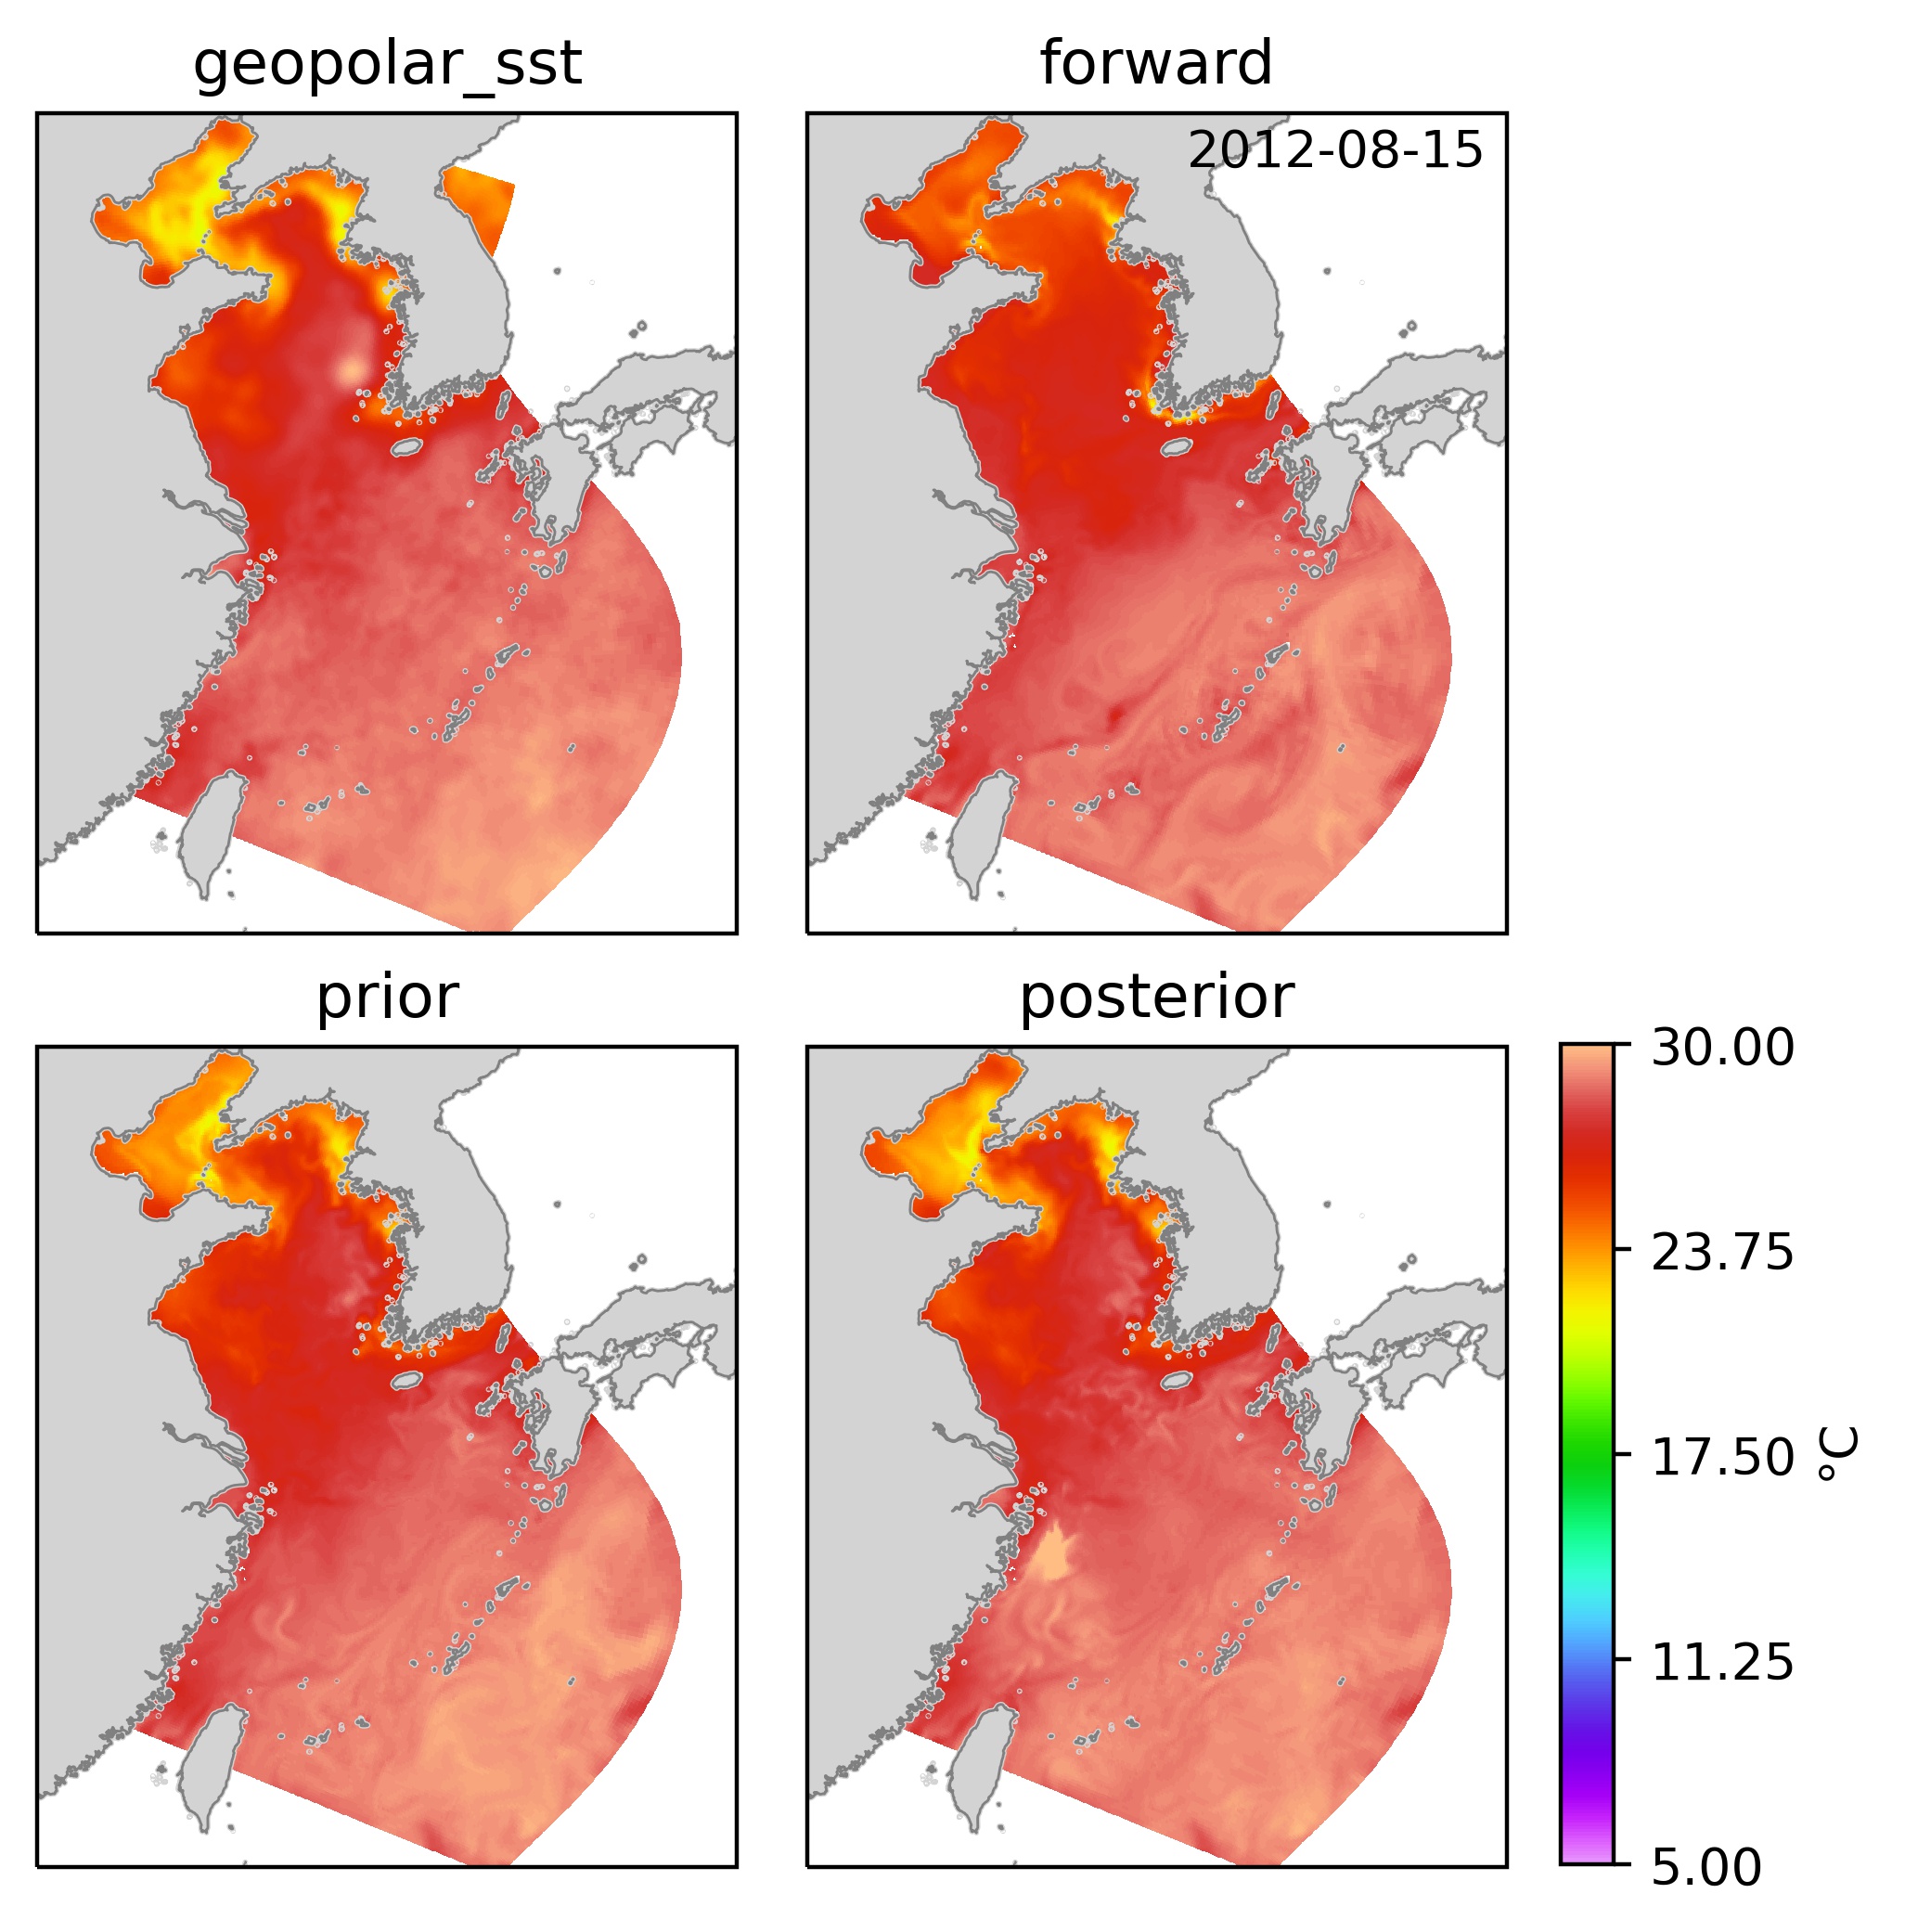 geopolar_sst
forward
2012-08-15
prior
posterior
30.00
23.75
17.50
11.25
5.00
°C